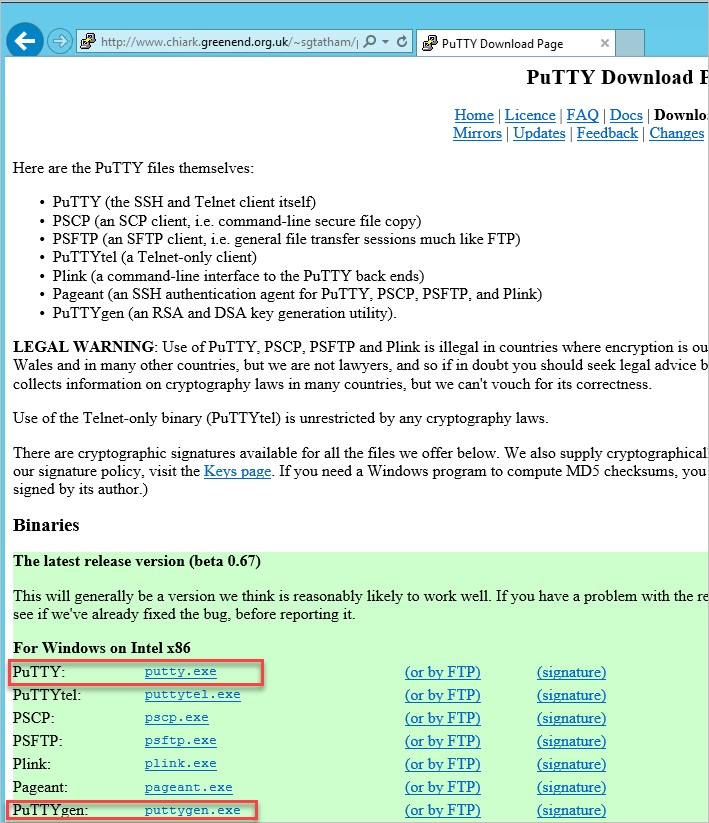 http://www.chiark.greenend.org.uk/~sgtatham/
PuTTY Download Page
PuTTY Download
Home | Licence | FAQ | Docs | Downlo
Mirrors | Updates | Feedback | Changes
Here are the PuTTY files themselves:
• PuTTY (the SSH and Telnet client itself)
• PSCP (an SCP client, i.e. command-line secure file copy)
• PSFTP (an SFTP client, i.e. general file transfer sessions much like FTP)
• PuTTYtel (a Telnet-only client)
• Plink (a command-line interface to the PuTTY back ends)
• Pageant (an SSH authentication agent for PuTTY, PSCP, PSFTP, and Plink)
• PuTTYgen (an RSA and DSA key generation utility).
LEGAL WARNING: Use of PuTTY, PSCP, PSFTP and Plink is illegal in countries where encryption is ou
Wales and in many other countries, but we are not lawyers, and so if in doubt you should seek legal advice b
collects information on cryptography laws in many countries, but we can't vouch for its correctness.
Use of the Telnet-only binary (PuTTYtel) is unrestricted by any cryptography laws.
There are cryptographic signatures available for all the files we offer below. We also supply cryptographical
our signature policy, visit the Keys page. If you need a Windows program to compute MD5 checksums, you
signed by its author.)
Binaries
The latest release version (beta 0.67)
This will generally be a version we think is reasonably likely to work well. If you have a problem with the re
see if we've already fixed the bug, before reporting it.
For Windows on Intel x86
PuTTY: putty.exe (or by FTP) (signature)
PuTTYtel: puttytel.exe (or by FTP) (signature)
PSCP: pscp.exe (or by FTP) (signature)
PSFTP: psftp.exe (or by FTP) (signature)
Plink: plink.exe (or by FTP) (signature)
Pageant: pageant.exe (or by FTP) (signature)
PuTTYgen: puttygen.exe (or by FTP) (signature)